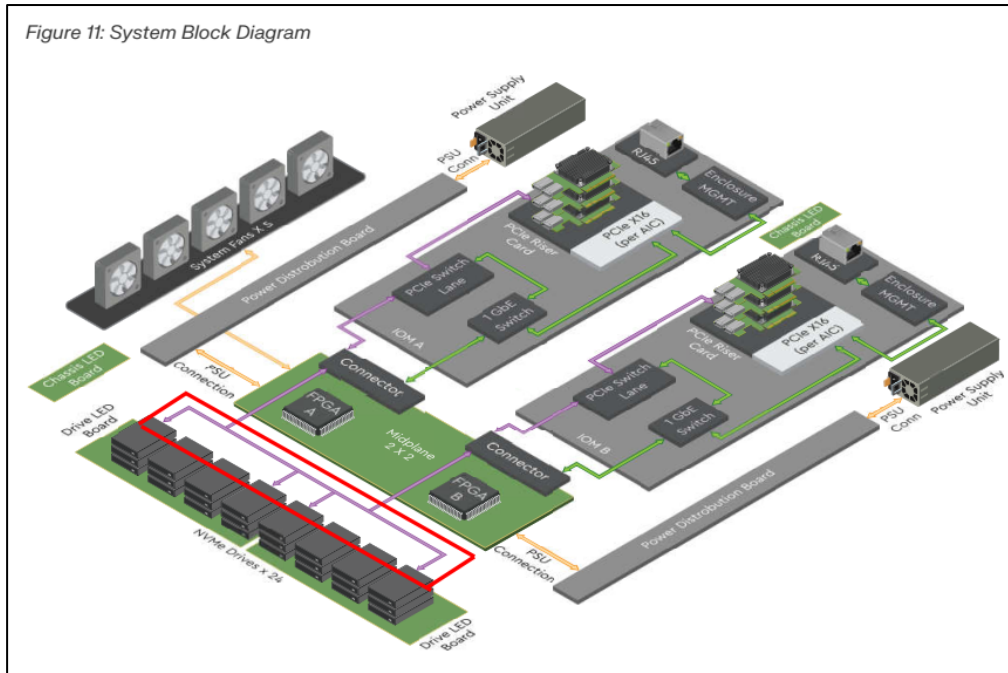 Figure 11: System Block Diagram
Power Supply
Unit
PSU
Conn
RJ45
Enclosure
MGMT
System Fans X 5
Power Distrobution Board
PCIe Riser
Card
PCIe X16
(per AIC)
Chassis LED
Board
PCIe Switch
Lane
1 GbE
Switch
IOM A
RJ45
Enclosure
MGMT
PCIe Riser
Card
PCIe X16
(per AIC)
Chassis LED
Board
PSU
Connection
Connector
FPGA
A
Midplane
2 X 2
PCIe Switch
Lane
1 GbE
Switch
IOM B
PSU
Conn
Power Supply
Unit
Drive LED
Board
Connector
FPGA
B
Power Distrobution Board
NVMe Drives x 24
PSU
Connection
Drive LED
Board